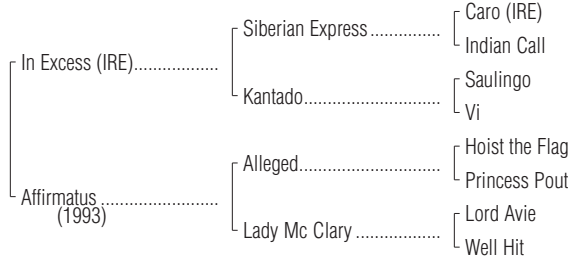 Caro (IRE)
Siberian Express
Indian Call
In Excess (IRE)
Saulingo
Kantado
Vi
Hoist the Flag
Alleged
Princess Pout
Affirmatus
(1993)
Lord Avie
Lady Mc Clary
Well Hit